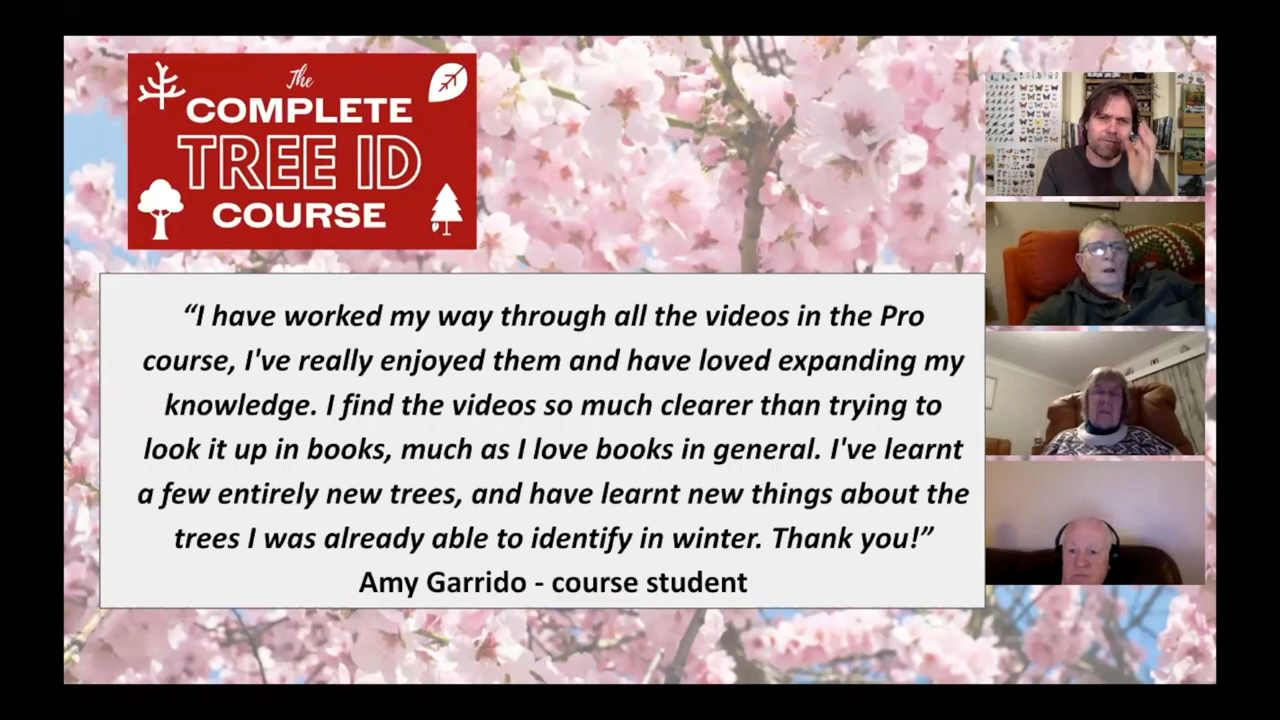 The
COMPLETE
TREE ID
COURSE
“I have worked my way through all the videos in the Pro
course, I've really enjoyed them and have loved expanding my
knowledge. I find the videos so much clearer than trying to
look it up in books, much as I love books in general. I've learnt
a few entirely new trees, and have learnt new things about the
trees I was already able to identify in winter. Thank you!”
Amy Garrido - course student